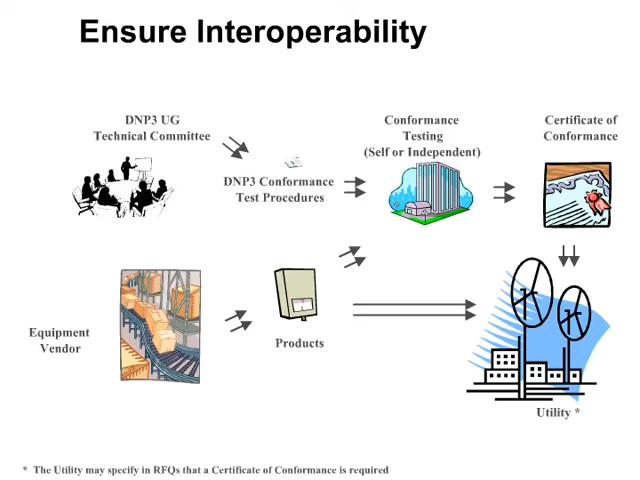 Ensure Interoperability
DNP3 UG
Technical Committee
Conformance
Testing
(Self or Independent)
Certificate of
Conformance
DNP3 Conformance
Test Procedures
Equipment
Vendor
Products
Utility *
* The Utility may specify in RFQs that a Certificate of Conformance is required